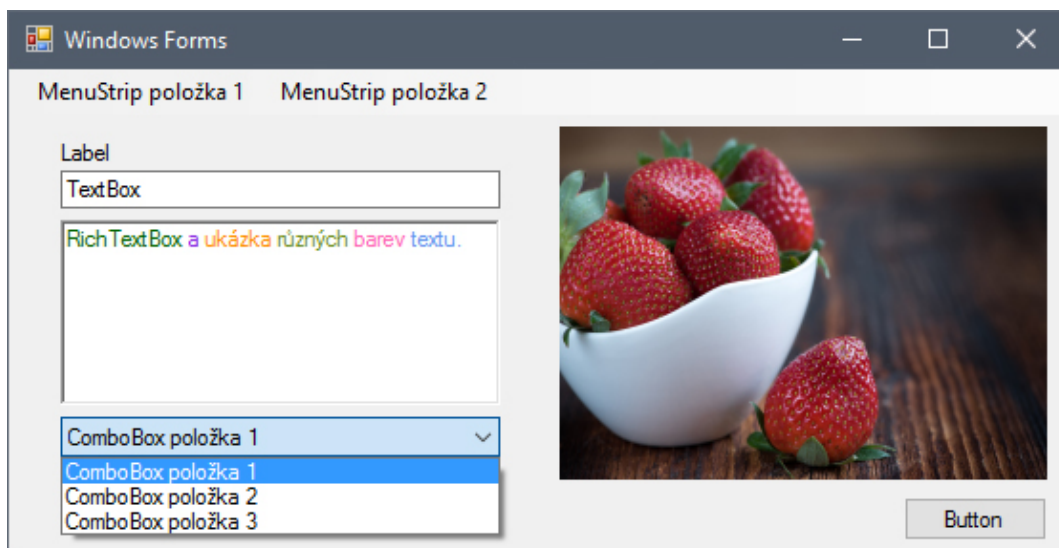 Windows Forms
MenuStrip položka 1 MenuStrip položka 2
Label
TextBox
RichTextBox a ukázka různých barev textu.
ComboBox položka 1
ComboBox položka 1
ComboBox položka 2
ComboBox položka 3
Button